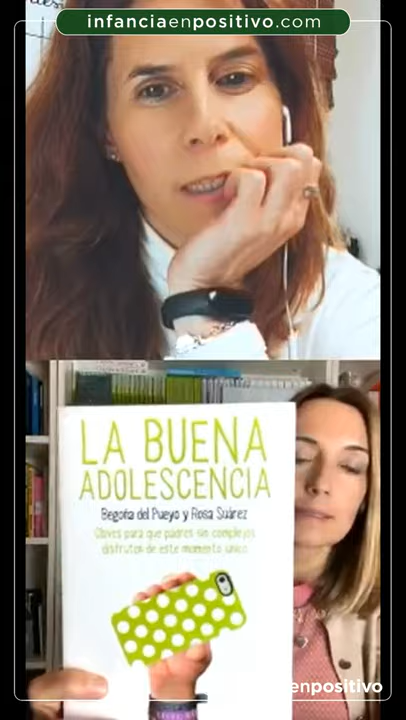 infanciaenpositivo.com
LA BUENA
ADOLESCENCIA
Begoña del Pueyo y Rosa Suárez
Claves para que padres sin complejos
disfruten de este momento único
enpositivo